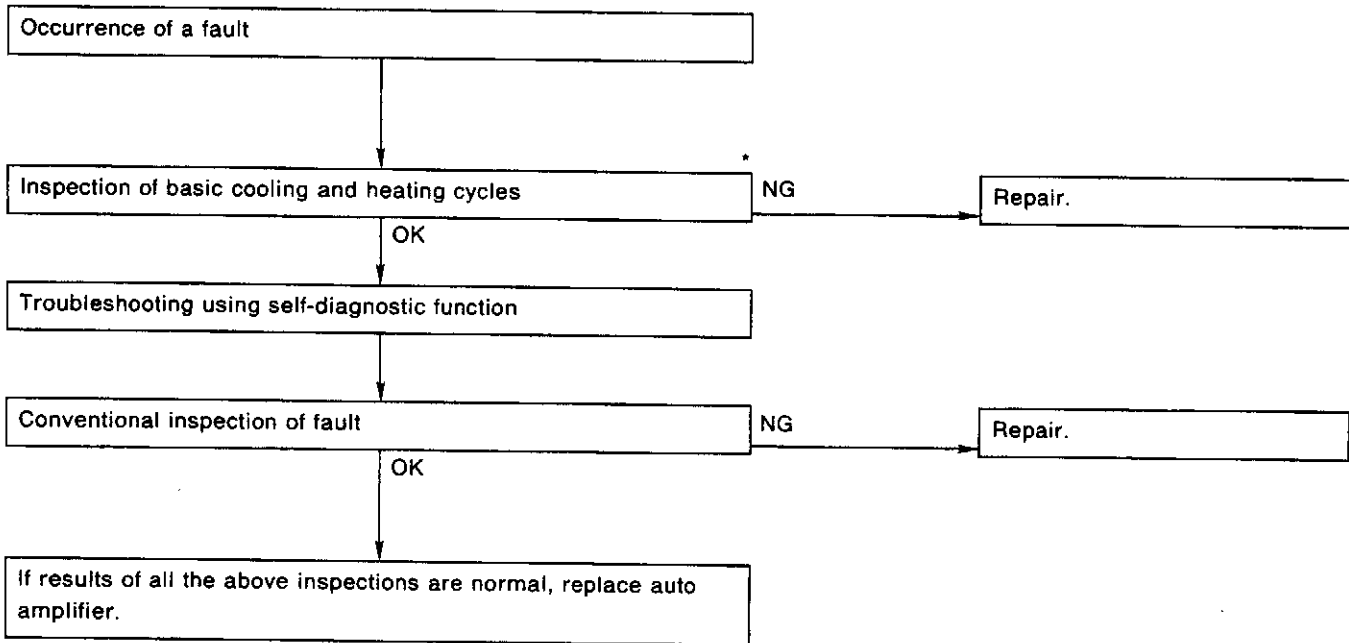 Occurrence of a fault
*
Inspection of basic cooling and heating cycles
NG
Repair.
OK
Troubleshooting using self-diagnostic function
Conventional inspection of fault
NG
Repair.
OK
If results of all the above inspections are normal, replace auto
amplifier.